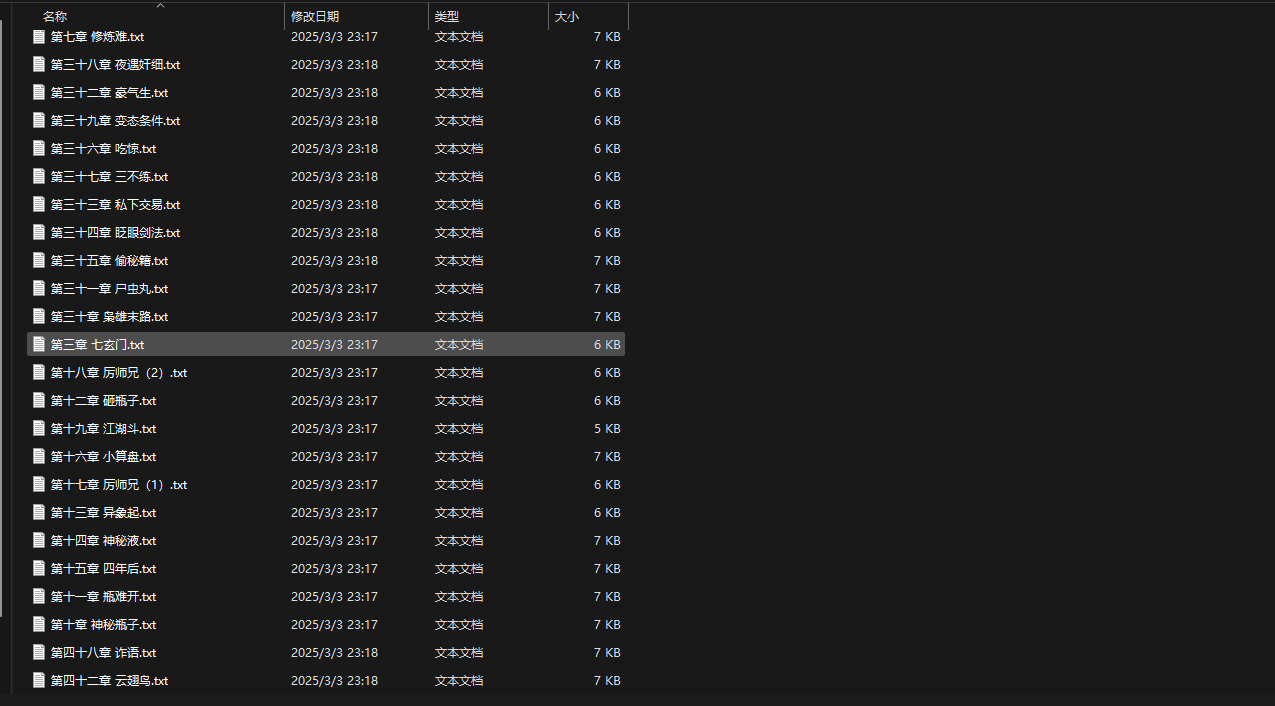 名称 修改日期 类型 大小
第七章 修炼难.txt 2025/3/3 23:17 文本文档 7 KB
第三十八章 夜遇奸细.txt 2025/3/3 23:18 文本文档 7 KB
第三十二章 豪气生.txt 2025/3/3 23:18 文本文档 6 KB
第三十九章 变态条件.txt 2025/3/3 23:18 文本文档 6 KB
第三十六章 吃惊.txt 2025/3/3 23:18 文本文档 6 KB
第三十七章 三不练.txt 2025/3/3 23:18 文本文档 6 KB
第三十三章 私下交易.txt 2025/3/3 23:18 文本文档 6 KB
第三十四章 眨眼剑法.txt 2025/3/3 23:18 文本文档 6 KB
第三十五章 偷秘籍.txt 2025/3/3 23:18 文本文档 7 KB
第三十一章 尸虫丸.txt 2025/3/3 23:17 文本文档 7 KB
第三十章 枭雄末路.txt 2025/3/3 23:17 文本文档 7 KB
第三章 七玄门.txt 2025/3/3 23:17 文本文档 6 KB
第十八章 厉师兄（2）.txt 2025/3/3 23:17 文本文档 6 KB
第十二章 砸瓶子.txt 2025/3/3 23:17 文本文档 6 KB
第十九章 江湖斗.txt 2025/3/3 23:17 文本文档 5 KB
第十六章 小算盘.txt 2025/3/3 23:17 文本文档 7 KB
第十七章 厉师兄（1）.txt 2025/3/3 23:17 文本文档 6 KB
第十三章 异象起.txt 2025/3/3 23:17 文本文档 6 KB
第十四章 神秘液.txt 2025/3/3 23:17 文本文档 7 KB
第十五章 四年后.txt 2025/3/3 23:17 文本文档 7 KB
第十一章 瓶难开.txt 2025/3/3 23:17 文本文档 7 KB
第十章 神秘瓶子.txt 2025/3/3 23:17 文本文档 7 KB
第四十八章 诈语.txt 2025/3/3 23:18 文本文档 7 KB
第四十二章 云翅鸟.txt 2025/3/3 23:18 文本文档 7 KB